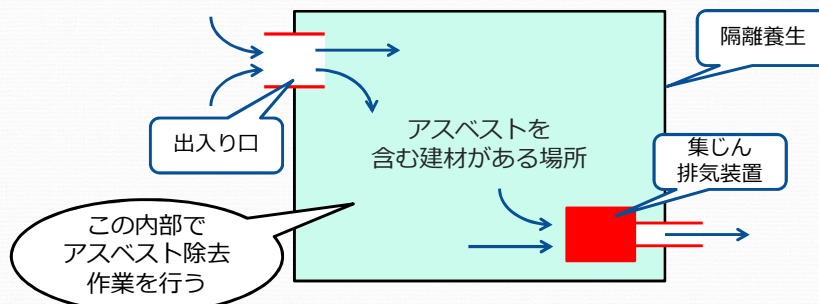 隔離養生
出入り口
アスベストを
含む建材がある場所
集じん
排気装置
この内部で
アスベスト除去
作業を行う